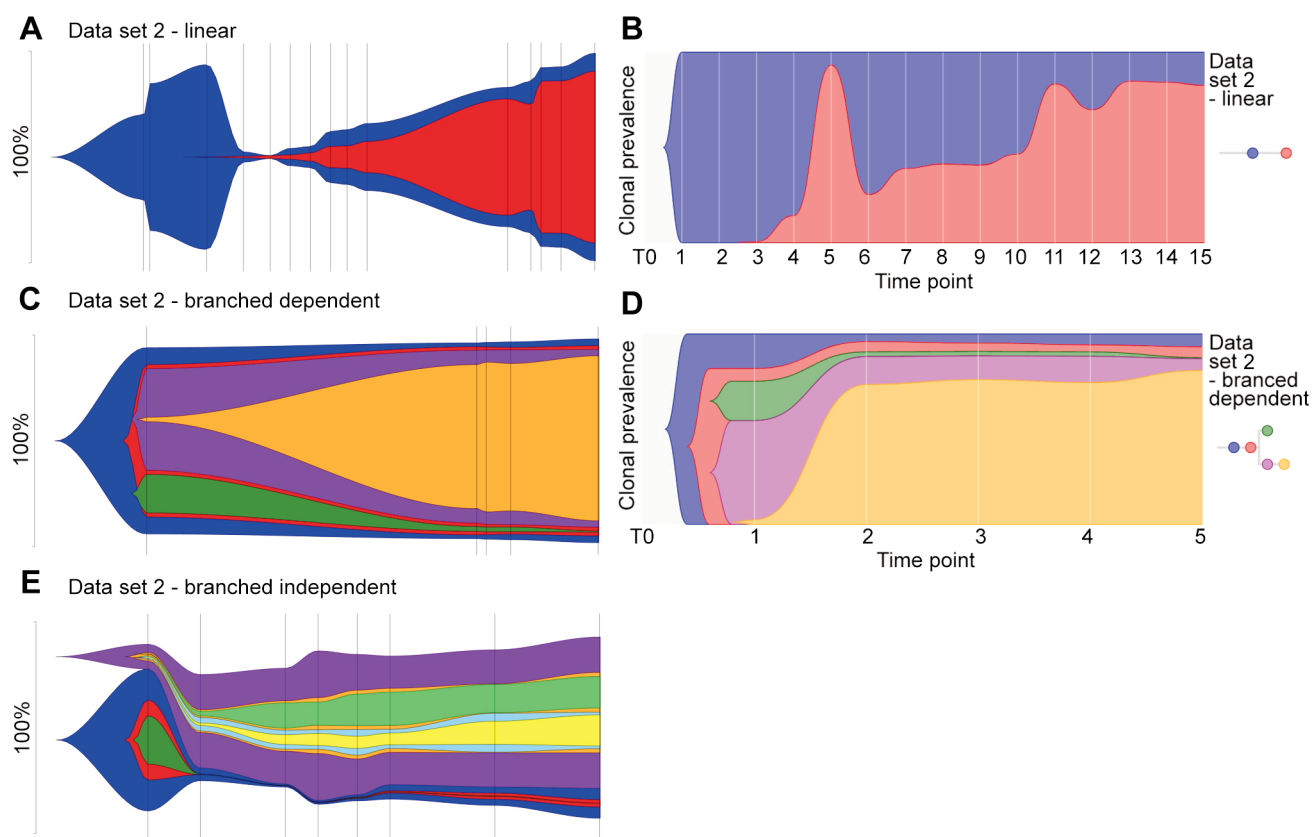 A Data set 2 - linear
100%
B
Clonal prevalence
Data
set 2
- linear
T0 1 2 3 4 5 6 7 8 9 10 11 12 13 14 15
Time point
C Data set 2 - branched dependent
100%
D
Clonal prevalence
Data
set 2
- branced
dependent
T0 1 2 3 4 5
Time point
E Data set 2 - branched independent
100%